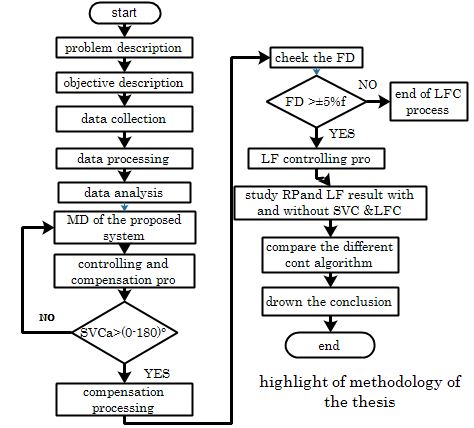 start
problem description
objective description
data collection
data processing
data analysis
MD of the proposed
system
controlling and
compensation pro
SVCa>(0-180)°
NO
YES
compensation
processing
cheek the FD
FD >±5%f
NO
end of LFC
process
YES
LF controlling pro
study RPand LF result with
and without SVC &LFC
compare the different
cont algorithm
drown the conclusion
end
highlight of methodology of
the thesis